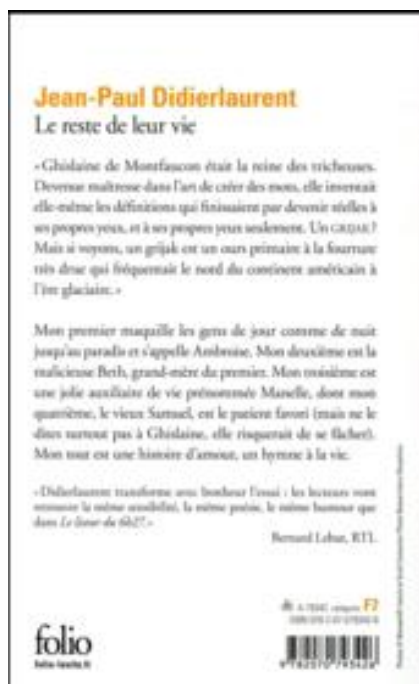 Jean-Paul Didierlaurent
Le reste de leur vie
« Ghislaine de Montfaucon était la reine des tricheuses.
Devenue maîtresse dans l'art de créer des mots, elle inventait
elle-même les définitions qui finissaient par devenir réelles à
ses propres yeux, et à ses propres yeux seulement. Un GRIJAK ?
Mais si voyons, un grijak est un ours primaire à la fourrure
très drue qui fréquentait le nord du continent américain à
l'ère glaciaire. »
Mon premier maquille les gens de jour comme de nuit
jusqu'au paradis et s'appelle Ambroise. Mon deuxième est la
malicieuse Beth, grand-mère du premier. Mon troisième est
une jolie auxiliaire de vie prénommée Manelle, dont mon
quatrième, le vieux Samuel, est le patient favori (mais ne le
dites surtout pas à Ghislaine, elle risquerait de se fâcher).
Mon tout est une histoire d'amour, un hymne à la vie.
« Didierlaurent transforme avec bonheur l'essai : les lecteurs vont
retrouver la même sensibilité, la même poésie, le même humour que
dans Le liseur du 6h27. »
Bernard Lehut, RTL
catégorie F7
folio
folio-lesite.fr
9 782070 793426